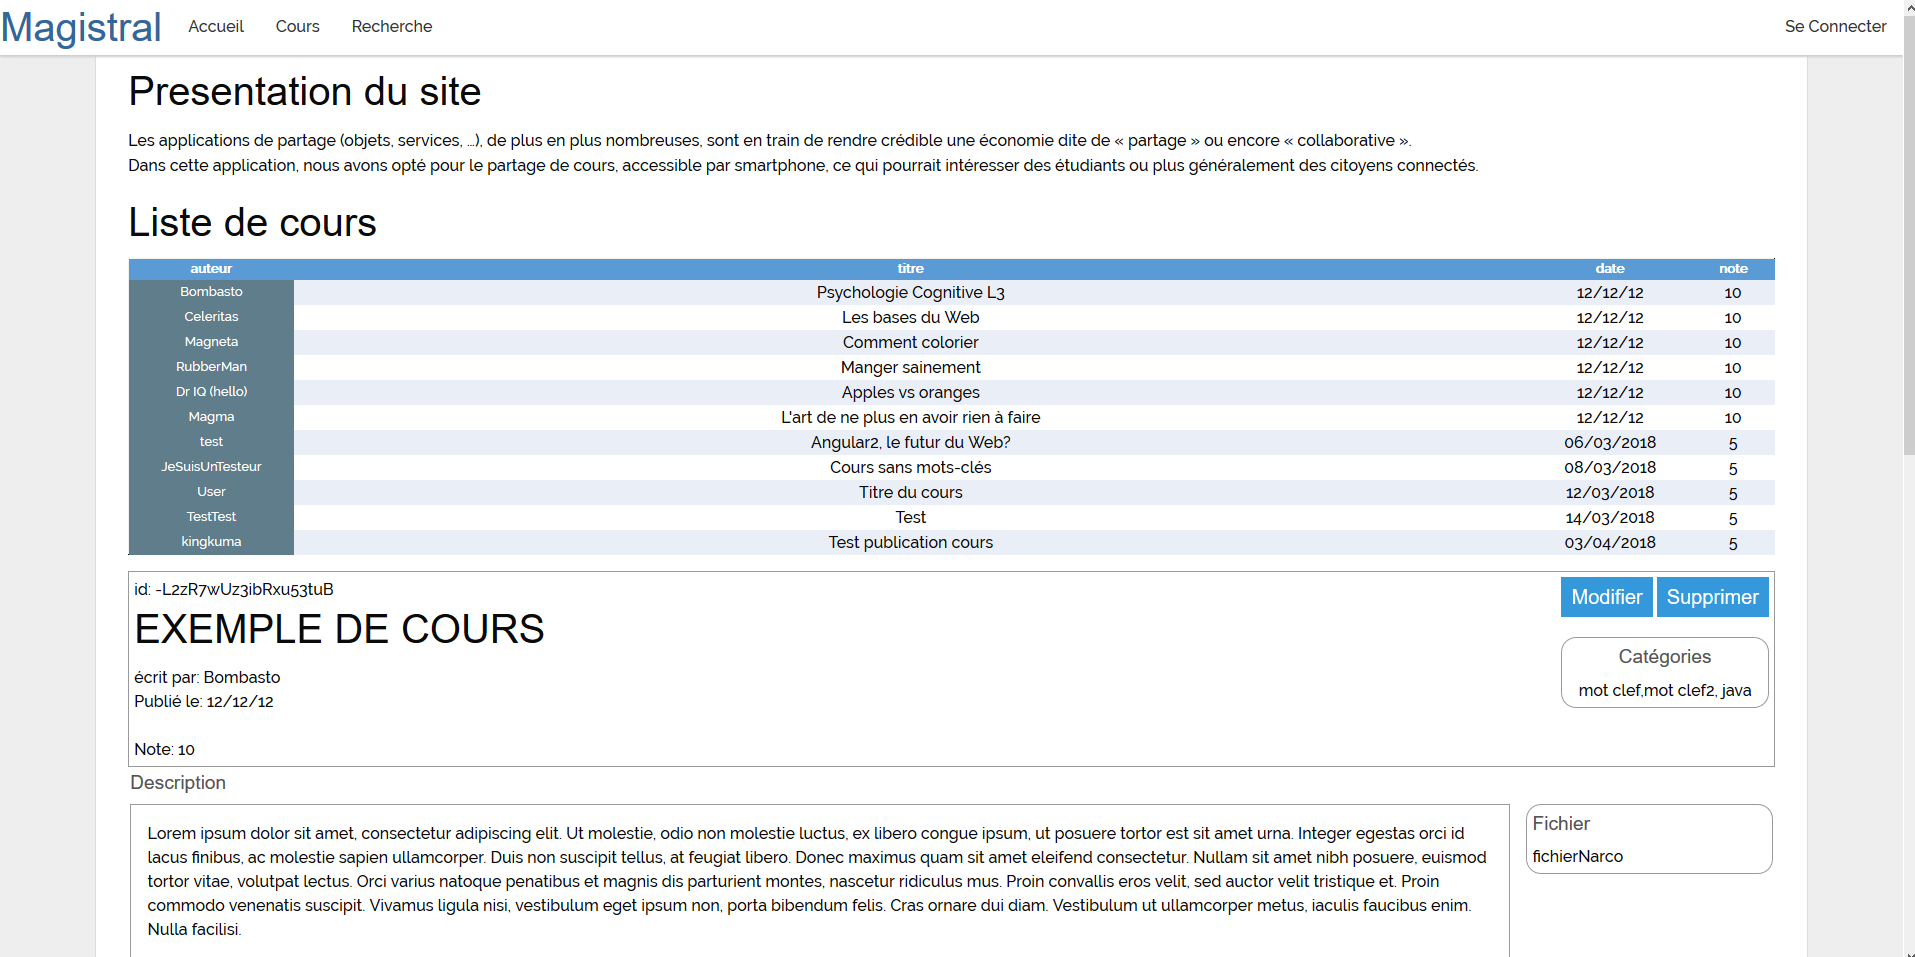 Magistral Accueil Cours Recherche Se Connecter
Presentation du site
Les applications de partage (objets, services, ...), de plus en plus nombreuses, sont en train de rendre crédible une économie dite de « partage » ou encore « collaborative ».
Dans cette application, nous avons opté pour le partage de cours, accessible par smartphone, ce qui pourrait intéresser des étudiants ou plus généralement des citoyens connectés.
Liste de cours
auteur titre date note
Bombasto Psychologie Cognitive L3 12/12/12 10
Celeritas Les bases du Web 12/12/12 10
Magneta Comment colorier 12/12/12 10
RubberMan Manger sainement 12/12/12 10
Dr IQ (hello) Apples vs oranges 12/12/12 10
Magma L'art de ne plus en avoir rien à faire 12/12/12 10
test Angular2, le futur du Web? 06/03/2018 5
JeSuisUnTesteur Cours sans mots-clés 08/03/2018 5
User Titre du cours 12/03/2018 5
TestTest Test 14/03/2018 5
kingkuma Test publication cours 03/04/2018 5
id: -L2zR7wUz3ibRxu53tuB
Modifier Supprimer
EXEMPLE DE COURS
Catégories
mot clef,mot clef2, java
écrit par: Bombasto
Publié le: 12/12/12
Note: 10
Description
Lorem ipsum dolor sit amet, consectetur adipiscing elit. Ut molestie, odio non molestie luctus, ex libero congue ipsum, ut posuere tortor est sit amet urna. Integer egestas orci id
lacus finibus, ac molestie sapien ullamcorper. Duis non suscipit tellus, at feugiat libero. Donec maximus quam sit amet eleifend consectetur. Nullam sit amet nibh posuere, euismod
tortor vitae, volutpat lectus. Orci varius natoque penatibus et magnis dis parturient montes, nascetur ridiculus mus. Proin convallis eros velit, sed auctor velit tristique et. Proin
commodo venenatis suscipit. Vivamus ligula nisi, vestibulum eget ipsum non, porta bibendum felis. Cras ornare dui diam. Vestibulum ut ullamcorper metus, iaculis faucibus enim.
Nulla facilisi.
Fichier
fichierNarco